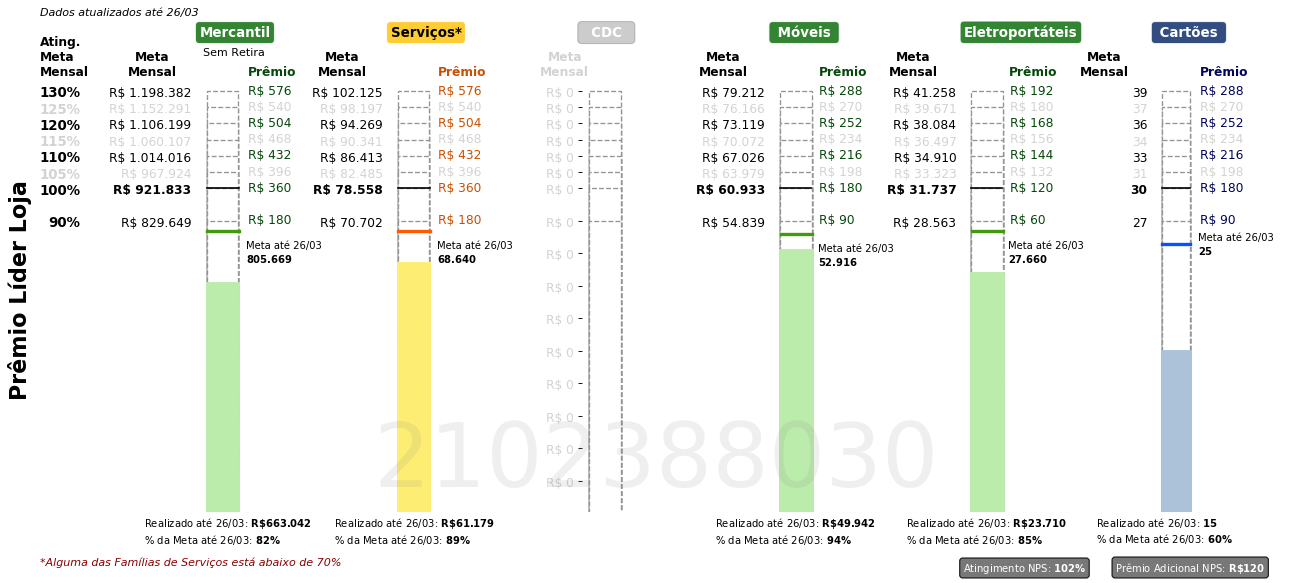 Dados atualizados até 26/03
Mercantil Serviços* CDC Móveis Eletroportáteis Cartões
Sem Retira
Ating. Meta Mensal
Meta Mensal Prêmio Meta Mensal Prêmio Meta Mensal Meta Mensal Prêmio Meta Mensal Prêmio Meta Mensal Prêmio
130% R$ 1.198.382 R$ 576 R$ 102.125 R$ 576 R$ 0 R$ 79.212 R$ 288 R$ 41.258 R$ 192 39 R$ 288
125% R$ 1.152.291 R$ 540 R$ 98.197 R$ 540 R$ 0 R$ 76.166 R$ 270 R$ 39.671 R$ 180 37 R$ 270
120% R$ 1.106.199 R$ 504 R$ 94.269 R$ 504 R$ 0 R$ 73.119 R$ 252 R$ 38.084 R$ 168 36 R$ 252
115% R$ 1.060.107 R$ 468 R$ 90.341 R$ 468 R$ 0 R$ 70.072 R$ 234 R$ 36.497 R$ 156 34 R$ 234
110% R$ 1.014.016 R$ 432 R$ 86.413 R$ 432 R$ 0 R$ 67.026 R$ 216 R$ 34.910 R$ 144 33 R$ 216
105% R$ 967.924 R$ 396 R$ 82.485 R$ 396 R$ 0 R$ 63.979 R$ 198 R$ 33.323 R$ 132 31 R$ 198
100% R$ 921.833 R$ 360 R$ 78.558 R$ 360 R$ 0 R$ 60.933 R$ 180 R$ 31.737 R$ 120 30 R$ 180
90% R$ 829.649 R$ 180 R$ 70.702 R$ 180 R$ 0 R$ 54.839 R$ 90 R$ 28.563 R$ 60 27 R$ 90
Meta até 26/03 Meta até 26/03 Meta até 26/03 Meta até 26/03 Meta até 26/03
805.669 68.640 52.916 27.660 25
R$ 0
R$ 0
R$ 0
R$ 0
R$ 0
R$ 0
R$ 0
R$ 0
Prêmio Líder Loja
2102388030
Realizado até 26/03: R$663.042 Realizado até 26/03: R$61.179 Realizado até 26/03: R$49.942 Realizado até 26/03: R$23.710 Realizado até 26/03: 15
% da Meta até 26/03: 82% % da Meta até 26/03: 89% % da Meta até 26/03: 94% % da Meta até 26/03: 85% % da Meta até 26/03: 60%
*Alguma das Famílias de Serviços está abaixo de 70%
Atingimento NPS: 102% Prêmio Adicional NPS: R$120